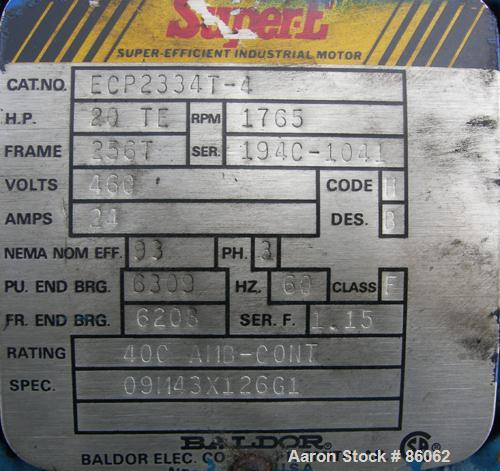 Super-E
SUPER-EFFICIENT INDUSTRIAL MOTOR
CAT.NO. ECP2334T-4
H.P. 20 TE RPM 1765
FRAME 256T SER. 194C-1041
VOLTS 460 CODE
AMPS 24 DES. B
NEMA NOM EFF. 93 PH. 3
PU. END BRG. 6309 HZ. 60 CLASS F
FR. END BRG. 6208 SER. F. 1.15
RATING 40C AMB-CONT
SPEC. 09M43X126G1
BALDOR
BALDOR ELEC. CO
Aaron Stock # 86062